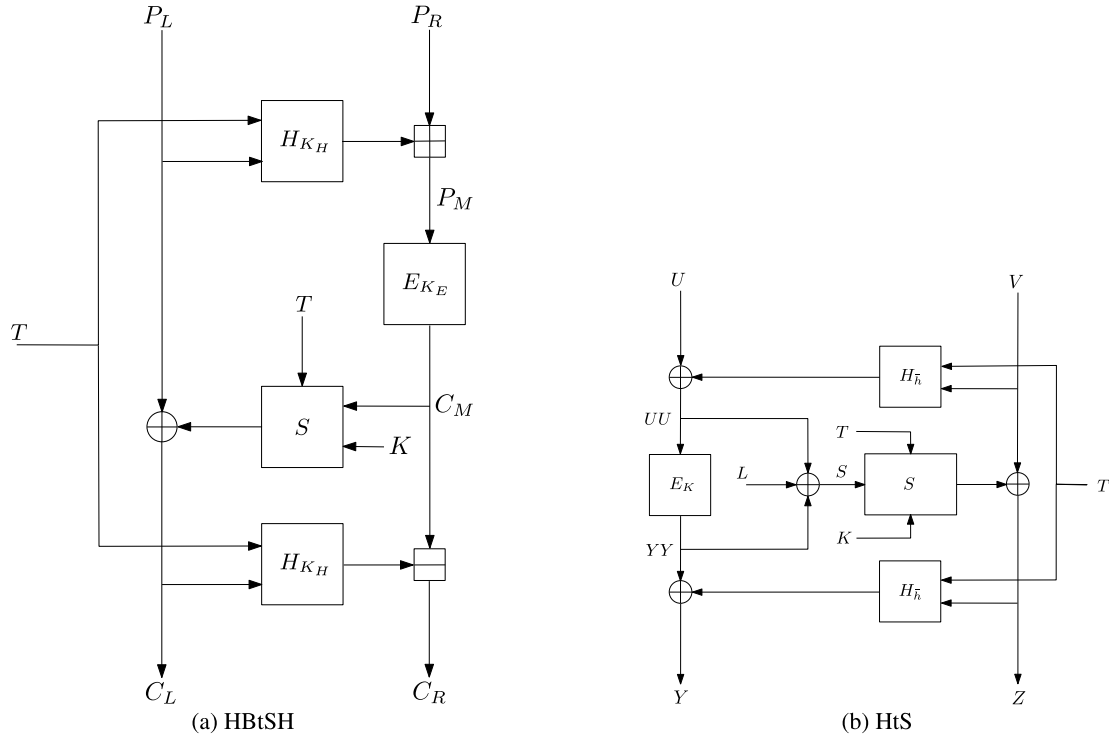 P_L
P_R
H_{K_H}
P_M
E_{K_E}
T
T
S
C_M
K
H_{K_H}
C_L
C_R
(a) HBtSH
U
V
H_{\bar{h}}
UU
T
L
S
E_K
S
T
K
YY
H_{\bar{h}}
Y
Z
(b) HtS